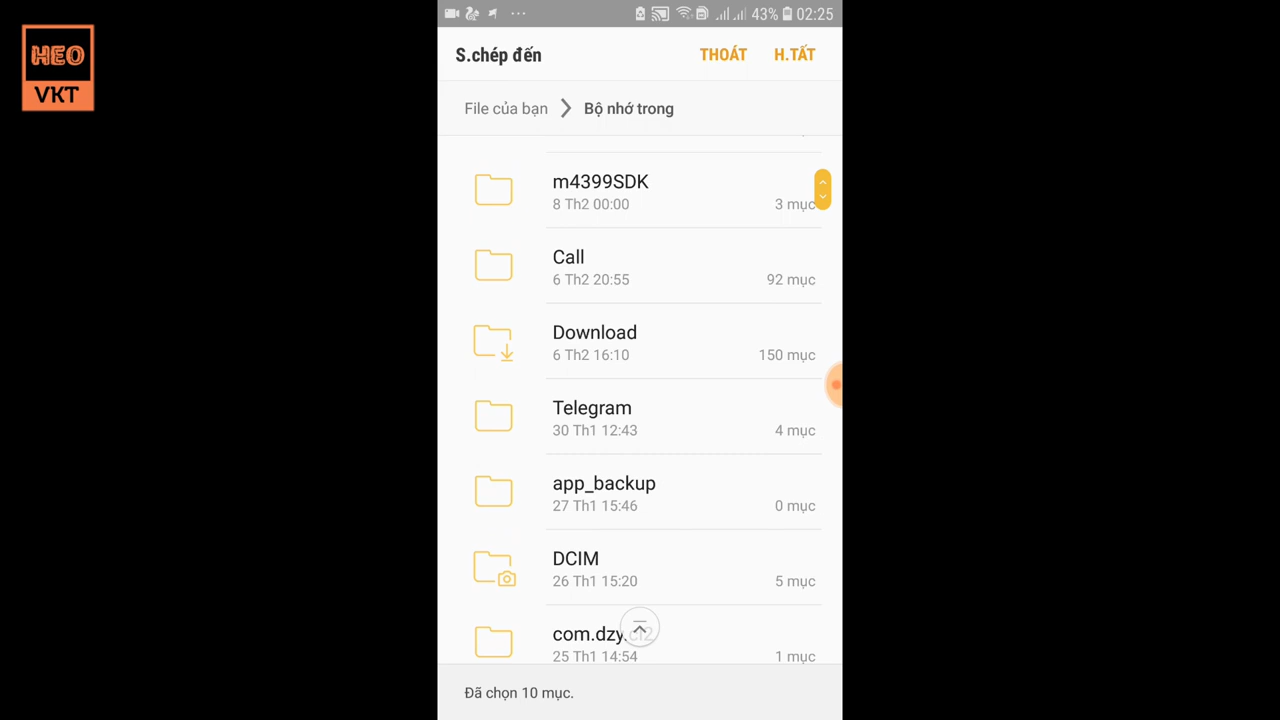 HEO
VKT
43% 02:25
S.chép đến
THOÁT
H.TẤT
File của bạn
Bộ nhớ trong
m4399SDK
8 Th2 00:00
3 mục
Call
6 Th2 20:55
92 mục
Download
6 Th2 16:10
150 mục
Telegram
30 Th1 12:43
4 mục
app_backup
27 Th1 15:46
0 mục
DCIM
26 Th1 15:20
5 mục
25 Th1 14:54
1 mục
Đã chọn 10 mục.